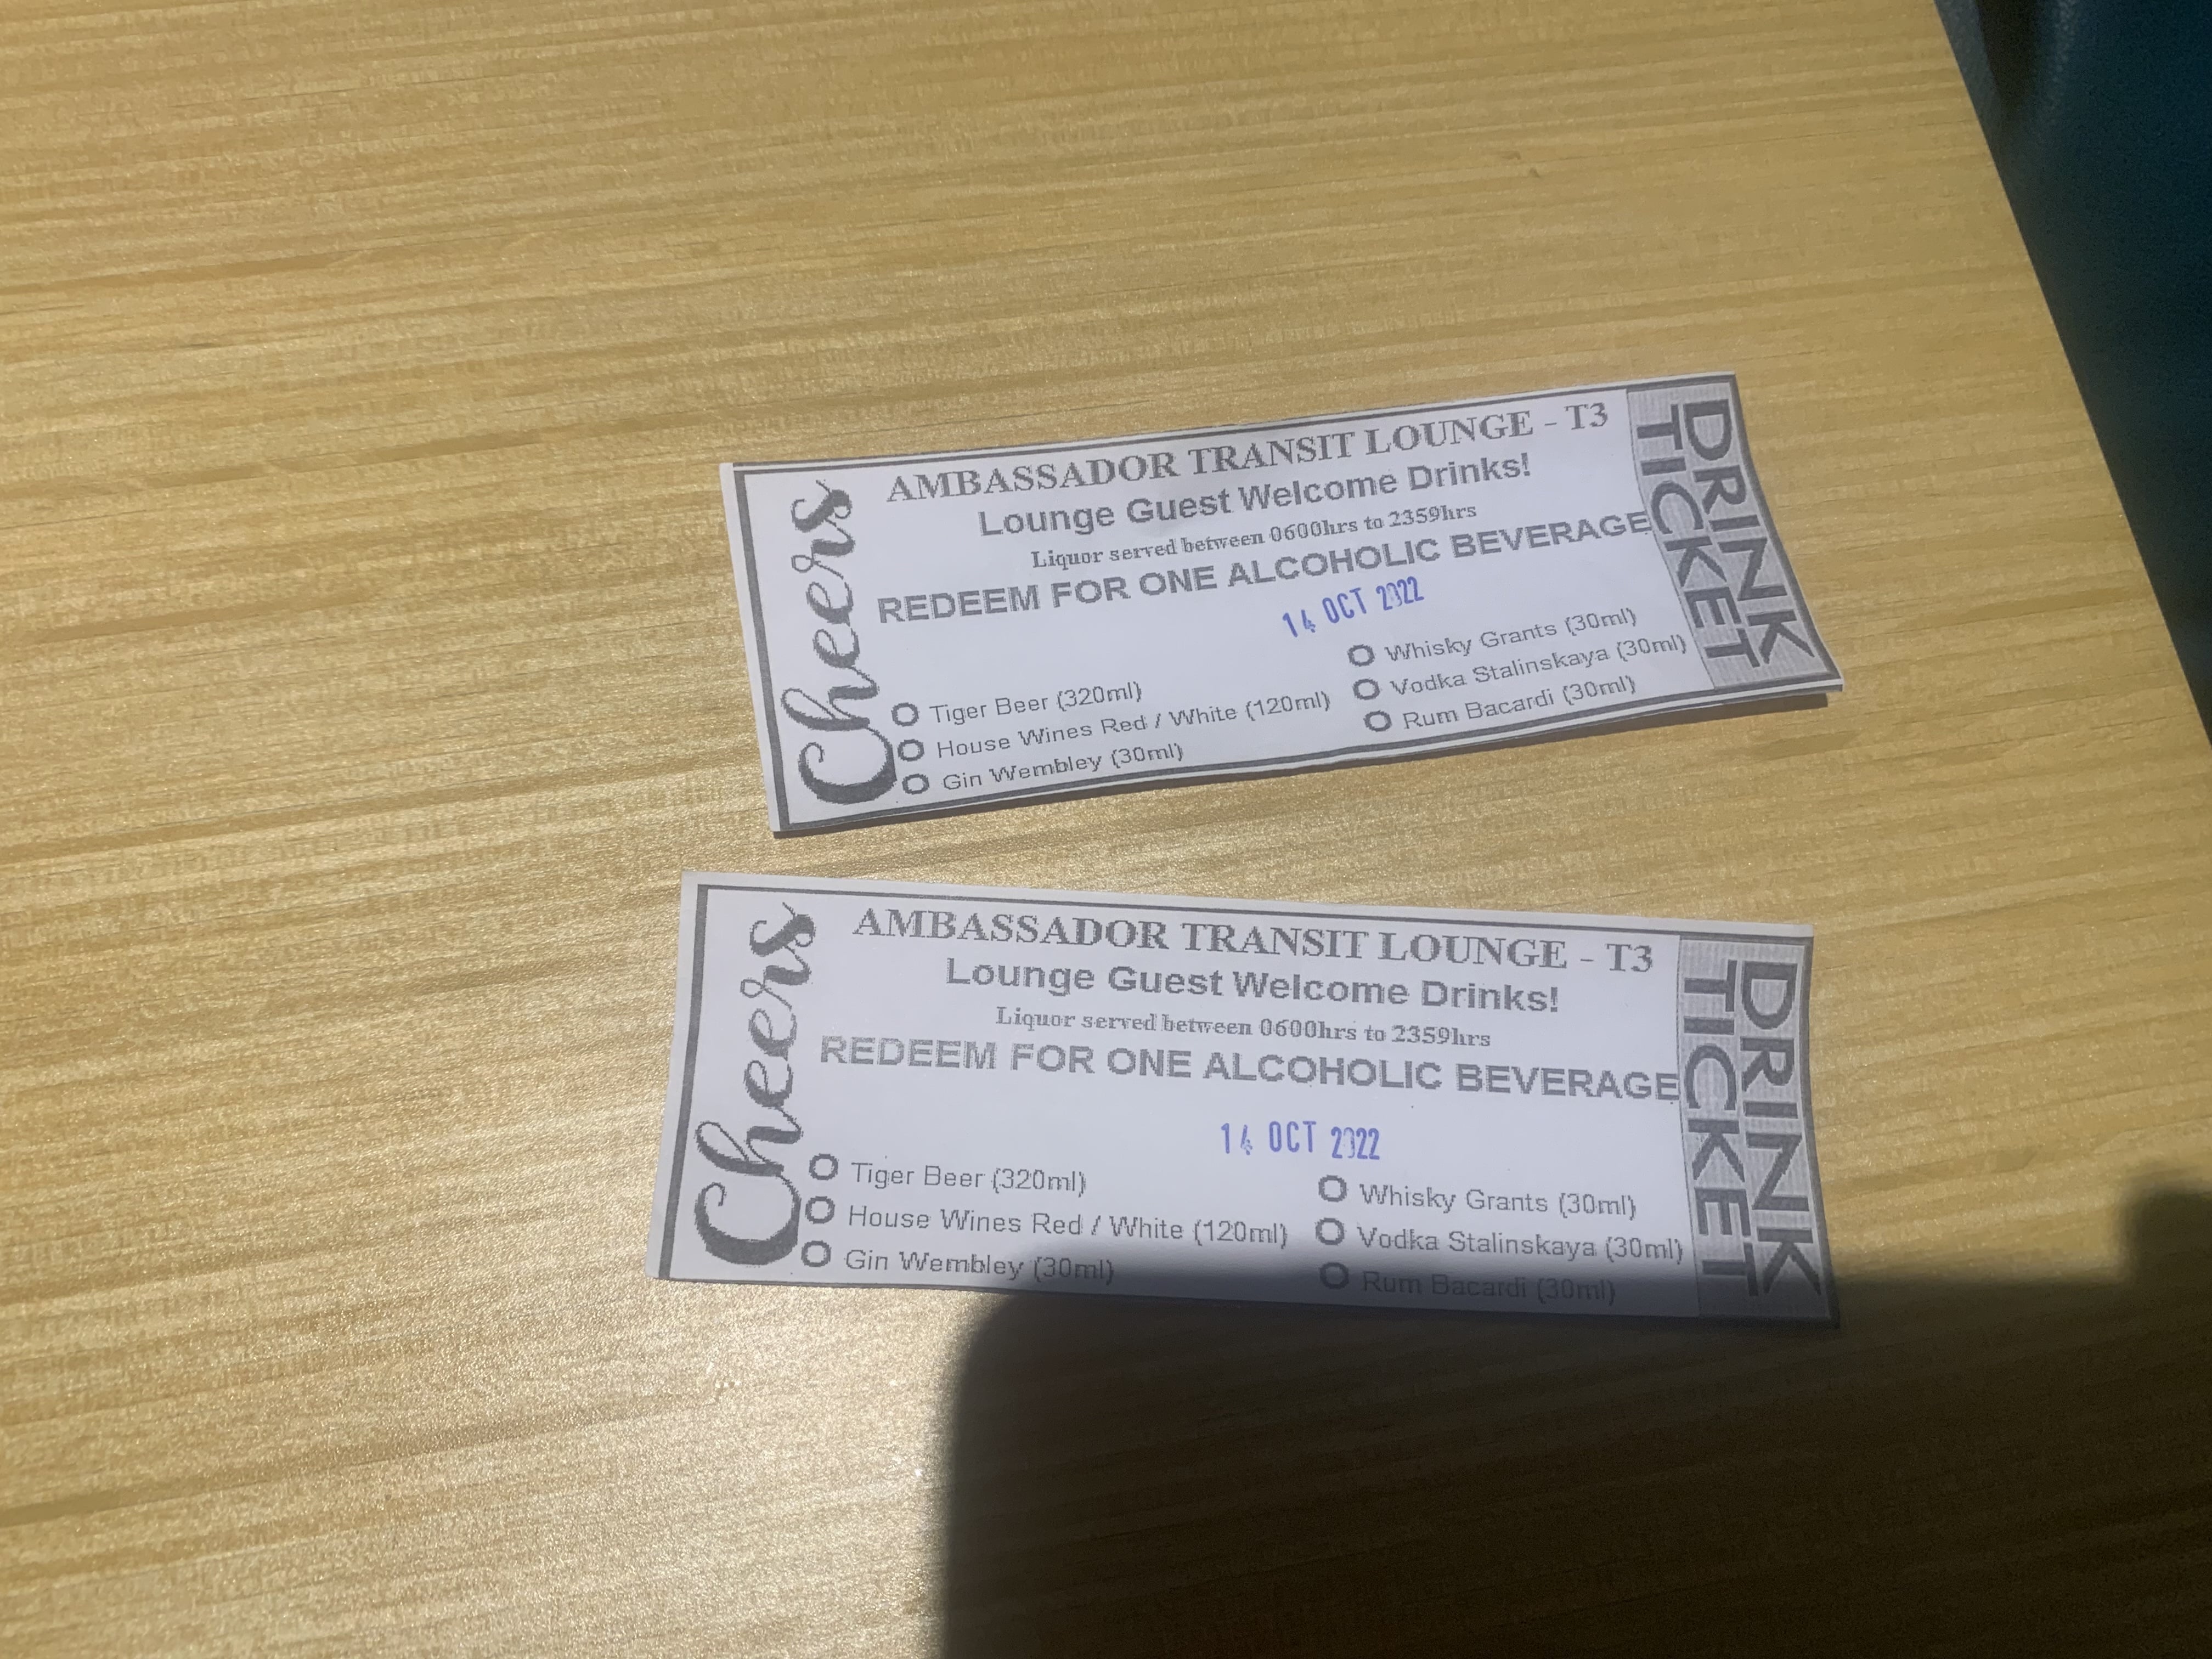 Cheers
AMBASSADOR TRANSIT LOUNGE - T3
Lounge Guest Welcome Drinks!
Liquor served between 0600hrs to 2359hrs
REDEEM FOR ONE ALCOHOLIC BEVERAGE
14 OCT 2022
Tiger Beer (320ml)
House Wines Red / White (120ml)
Gin Wembley (30ml)
Whisky Grants (30ml)
Vodka Stalinskaya (30ml)
Rum Bacardi (30ml)
DRINK
TICKET
Cheers
AMBASSADOR TRANSIT LOUNGE - T3
Lounge Guest Welcome Drinks!
Liquor served between 0600hrs to 2359hrs
REDEEM FOR ONE ALCOHOLIC BEVERAGE
14 OCT 2022
Tiger Beer (320ml)
House Wines Red / White (120ml)
Gin Wembley (30ml)
Whisky Grants (30ml)
Vodka Stalinskaya (30ml)
Rum Bacardi (30ml)
DRINK
TICKET